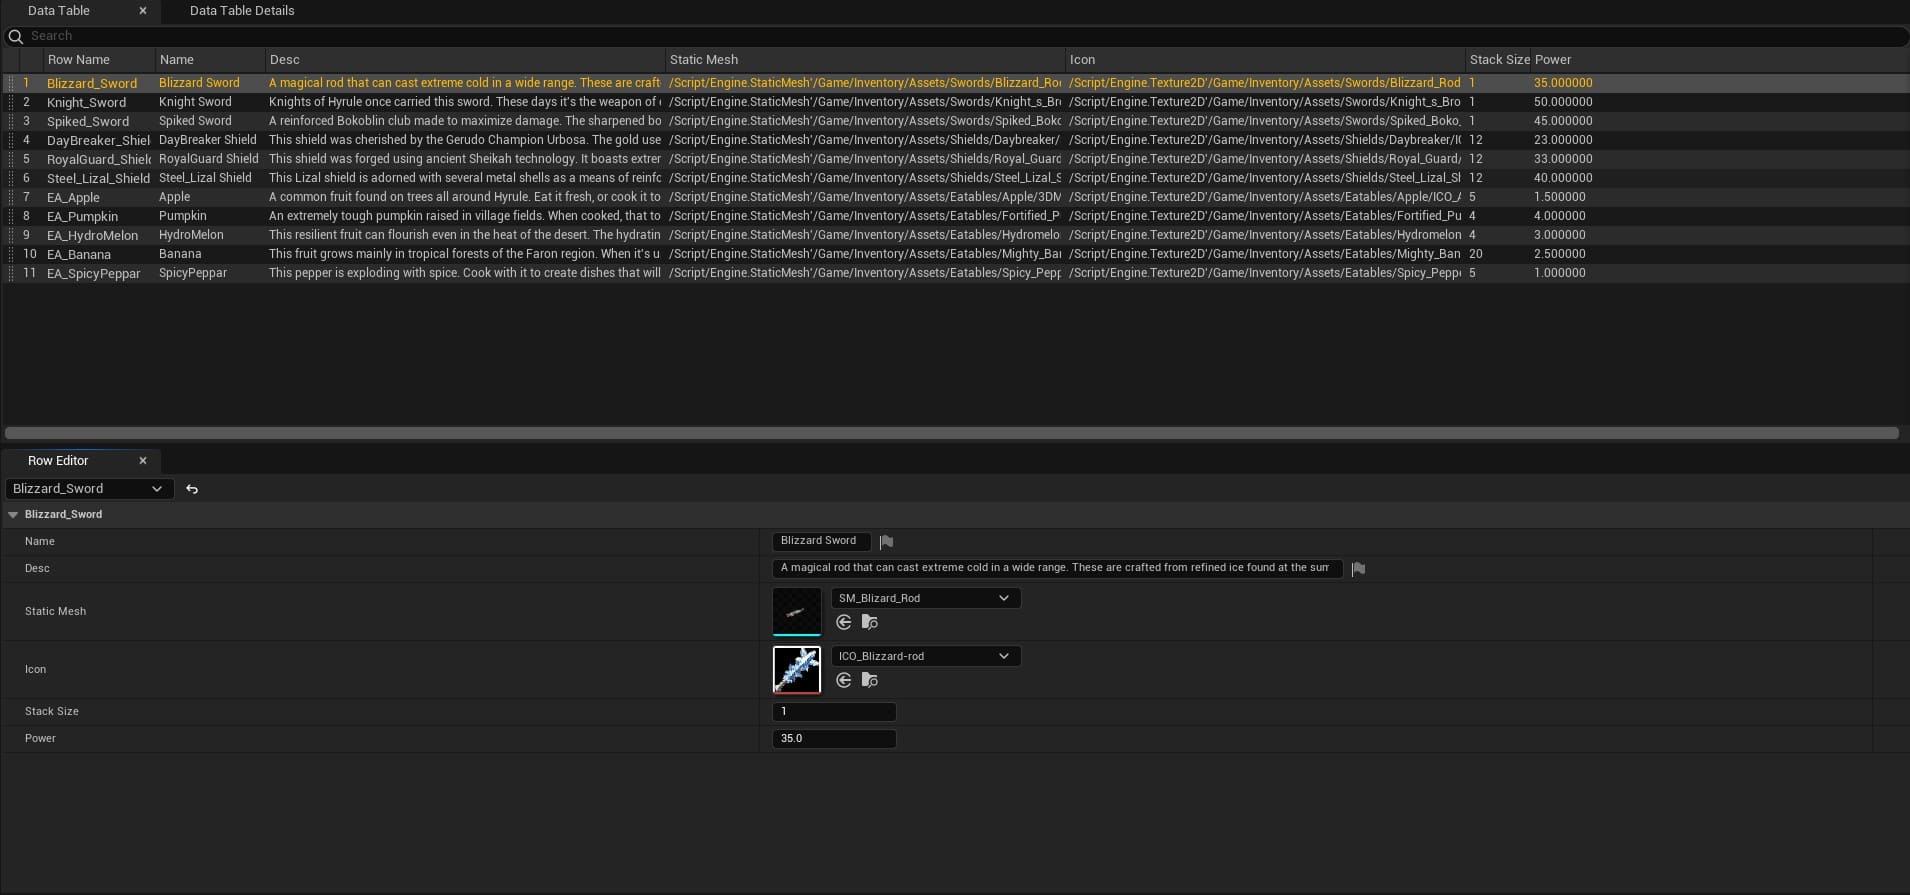 Data Table
Data Table Details
Search
Row Name Name Desc Static Mesh Icon Stack Size Power
1 Blizzard_Sword Blizzard Sword A magical rod that can cast extreme cold in a wide range. These are craft /Script/Engine.StaticMesh'/Game/Inventory/Assets/Swords/Blizzard_Ro /Script/Engine.Texture2D'/Game/Inventory/Assets/Swords/Blizzard_Rod 1 35.000000
2 Knight_Sword Knight Sword Knights of Hyrule once carried this sword. These days it's the weapon of /Script/Engine.StaticMesh'/Game/Inventory/Assets/Swords/Knight_s_Br /Script/Engine.Texture2D'/Game/Inventory/Assets/Swords/Knight_s_Bro 1 50.000000
3 Spiked_Sword Spiked Sword A reinforced Bokoblin club made to maximize damage. The sharpened bo /Script/Engine.StaticMesh'/Game/Inventory/Assets/Swords/Spiked_Boko /Script/Engine.Texture2D'/Game/Inventory/Assets/Swords/Spiked_Boko_ 1 45.000000
4 DayBreaker_Shiel DayBreaker Shield This shield was cherished by the Gerudo Champion Urbosa. The gold use /Script/Engine.StaticMesh'/Game/Inventory/Assets/Shields/Daybreaker/ /Script/Engine.Texture2D'/Game/Inventory/Assets/Shields/Daybreaker/I 12 23.000000
5 RoyalGuard_Shiel RoyalGuard Shield This shield was forged using ancient Sheikah technology. It boasts extrer /Script/Engine.StaticMesh'/Game/Inventory/Assets/Shields/Royal_Guard /Script/Engine.Texture2D'/Game/Inventory/Assets/Shields/Royal_Guard/ 12 33.000000
6 Steel_Lizal_Shield Steel_Lizal Shield This Lizal shield is adorned with several metal shells as a means of reinfo /Script/Engine.StaticMesh'/Game/Inventory/Assets/Shields/Steel_Lizal_S /Script/Engine.Texture2D'/Game/Inventory/Assets/Shields/Steel_Lizal_Sl 12 40.000000
7 EA_Apple Apple A common fruit found on trees all around Hyrule. Eat it fresh, or cook it to /Script/Engine.StaticMesh'/Game/Inventory/Assets/Eatables/Apple/3DM /Script/Engine.Texture2D'/Game/Inventory/Assets/Eatables/Apple/ICO_A 5 1.500000
8 EA_Pumpkin Pumpkin An extremely tough pumpkin raised in village fields. When cooked, that to /Script/Engine.StaticMesh'/Game/Inventory/Assets/Eatables/Fortified_P /Script/Engine.Texture2D'/Game/Inventory/Assets/Eatables/Fortified_Pu 4 4.000000
9 EA_HydroMelon HydroMelon This resilient fruit can flourish even in the heat of the desert. The hydratin /Script/Engine.StaticMesh'/Game/Inventory/Assets/Eatables/Hydromelo /Script/Engine.Texture2D'/Game/Inventory/Assets/Eatables/Hydromelon 4 3.000000
10 EA_Banana Banana This fruit grows mainly in tropical forests of the Faron region. When it's u /Script/Engine.StaticMesh'/Game/Inventory/Assets/Eatables/Mighty_Ba /Script/Engine.Texture2D'/Game/Inventory/Assets/Eatables/Mighty_Ban 20 2.500000
11 EA_SpicyPeppar SpicyPeppar This pepper is exploding with spice. Cook with it to create dishes that will /Script/Engine.StaticMesh'/Game/Inventory/Assets/Eatables/Spicy_Pepp /Script/Engine.Texture2D'/Game/Inventory/Assets/Eatables/Spicy_Peppe 5 1.000000
Row Editor
Blizzard_Sword
Blizzard_Sword
Name Blizzard Sword
Desc A magical rod that can cast extreme cold in a wide range. These are crafted from refined ice found at the sum
Static Mesh SM_Blizard_Rod
Icon ICO_Blizzard-rod
Stack Size 1
Power 35.0